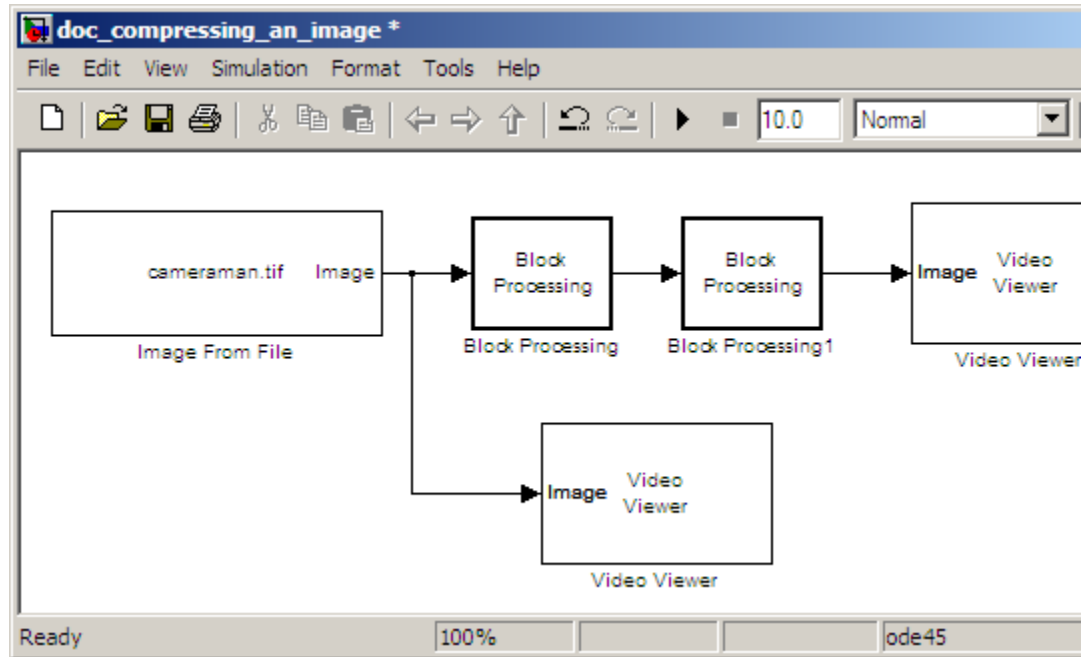 doc_compressing_an_image *
File Edit View Simulation Format Tools Help
10.0 Normal
cameraman.tif Image
Image From File
Block
Processing
Block Processing
Block
Processing
Block Processing1
Image Video
Viewer
Video Viewer
Image Video
Viewer
Video Viewer
Ready 100% ode45